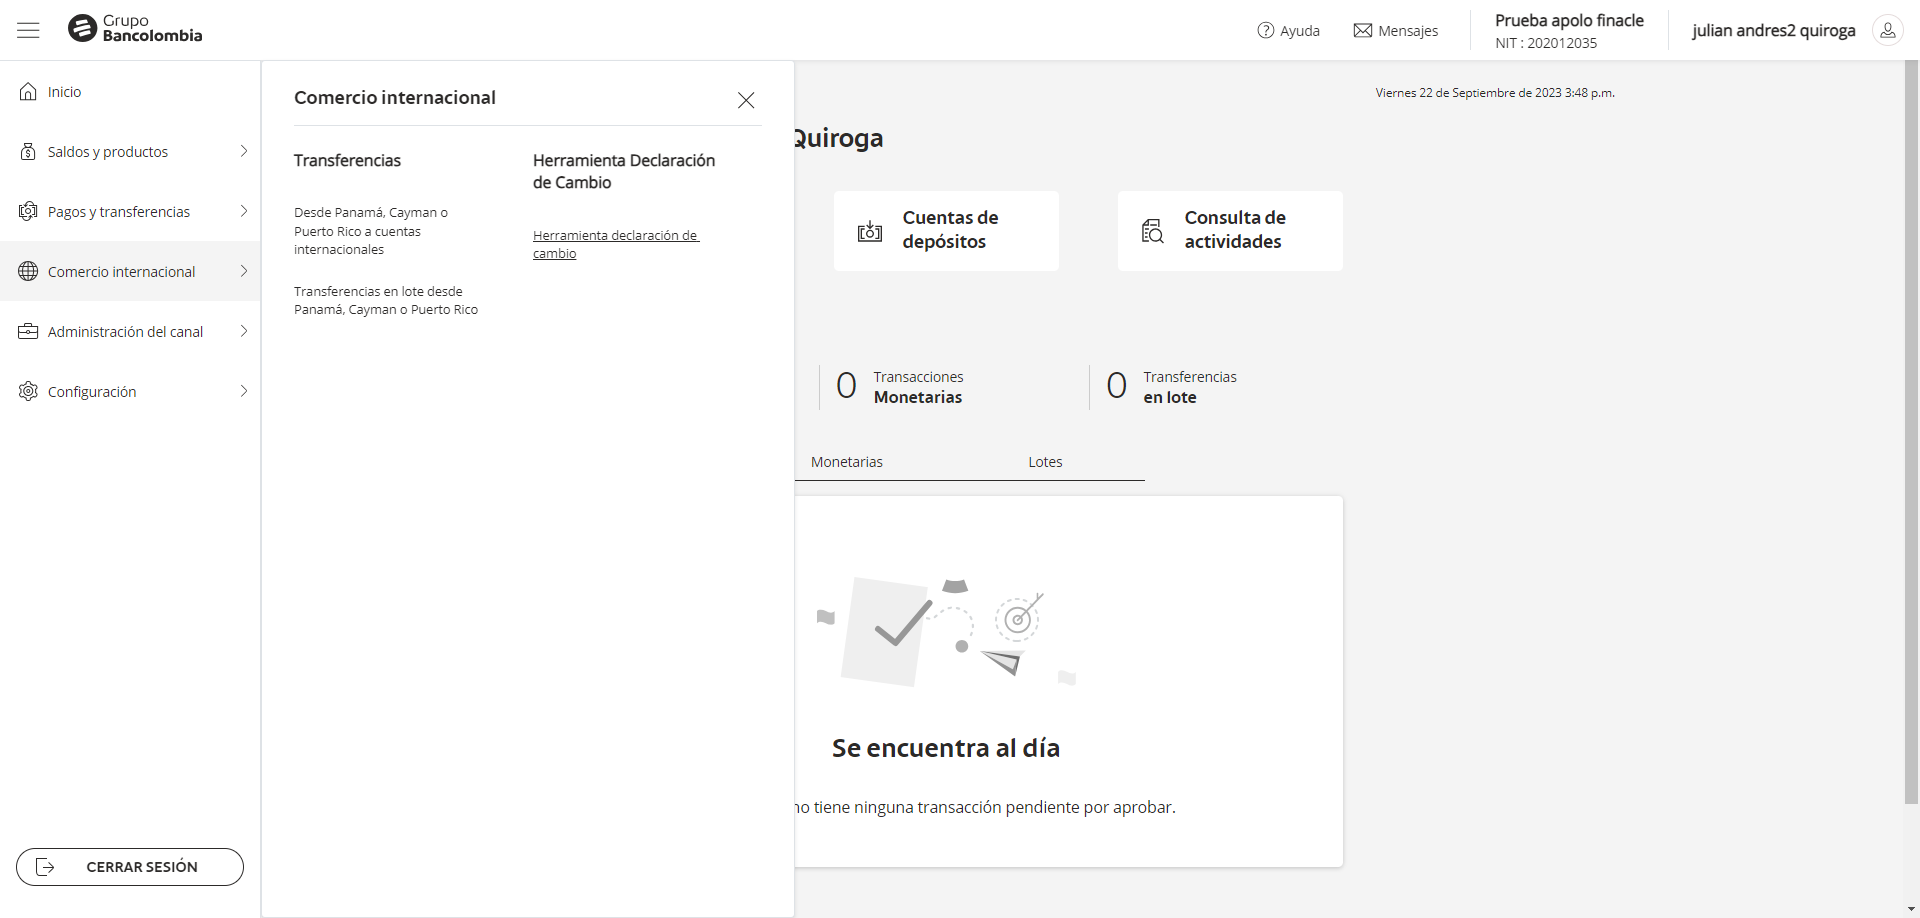 Grupo
Bancolombia
Ayuda
Mensajes
Prueba apolo finacle
NIT : 202012035
julian andres2 quiroga
Inicio
Saldos y productos
Pagos y transferencias
Comercio internacional
Administración del canal
Configuración
CERRAR SESIÓN
Comercio internacional
Transferencias
Desde Panamá, Cayman o
Puerto Rico a cuentas
internacionales
Transferencias en lote desde
Panamá, Cayman o Puerto Rico
Herramienta Declaración
de Cambio
Herramienta declaración de
cambio
Viernes 22 de Septiembre de 2023 3:48 p.m.
Quiroga
Cuentas de
depósitos
Consulta de
actividades
0 Transacciones
Monetarias
0 Transferencias
en lote
Monetarias
Lotes
Se encuentra al día
no tiene ninguna transacción pendiente por aprobar.